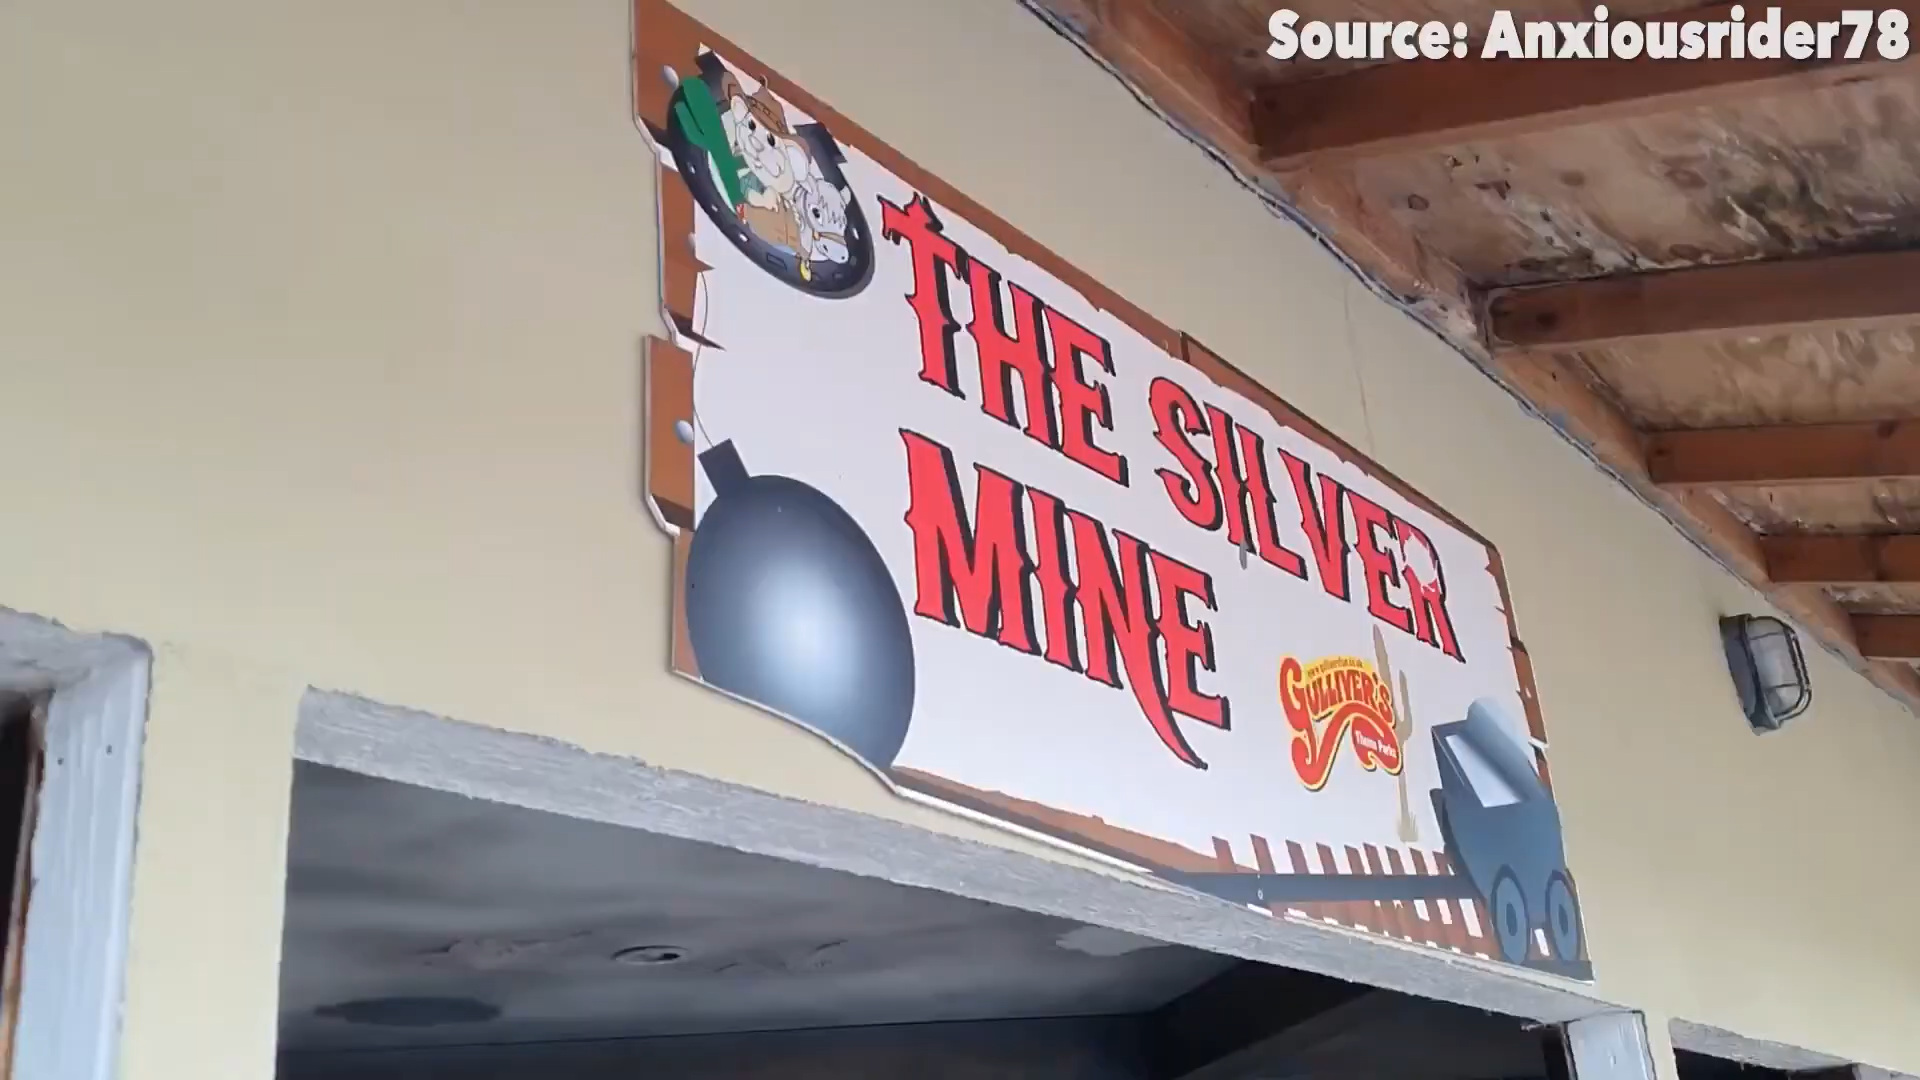 Source: Anxiousrider78
THE SILVER
MINE
GULLIVER'S
Theme Parks